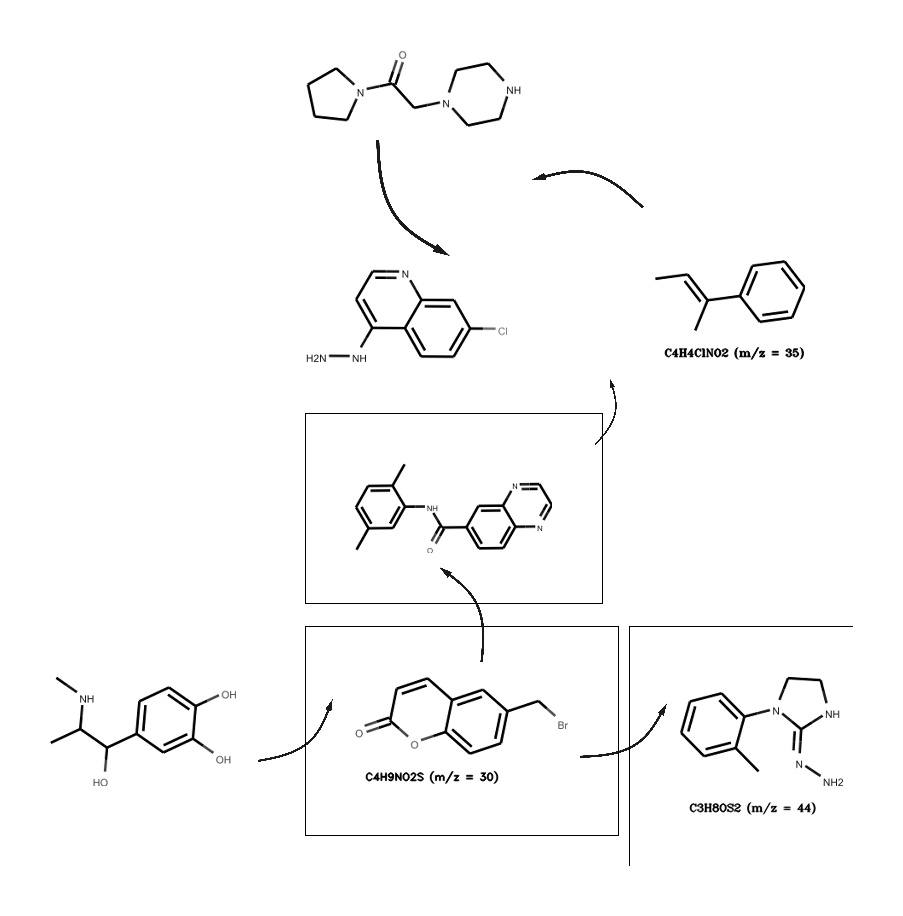 O
N
N
NH
N
Cl
H2N
NH
C4H4ClNO2 (m/z = 35)
N
NH
N
O
NH
OH
OH
HO
O
O
Br
C4H9NO2S (m/z = 30)
N
NH
N
NH2
C3H8OS2 (m/z = 44)